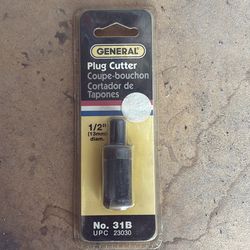 GENERAL
Plug Cutter
Coupe-bouchon
Cortador de
Tapones
1/2"
(13mm)
diam.
No. 31B
UPC 23030